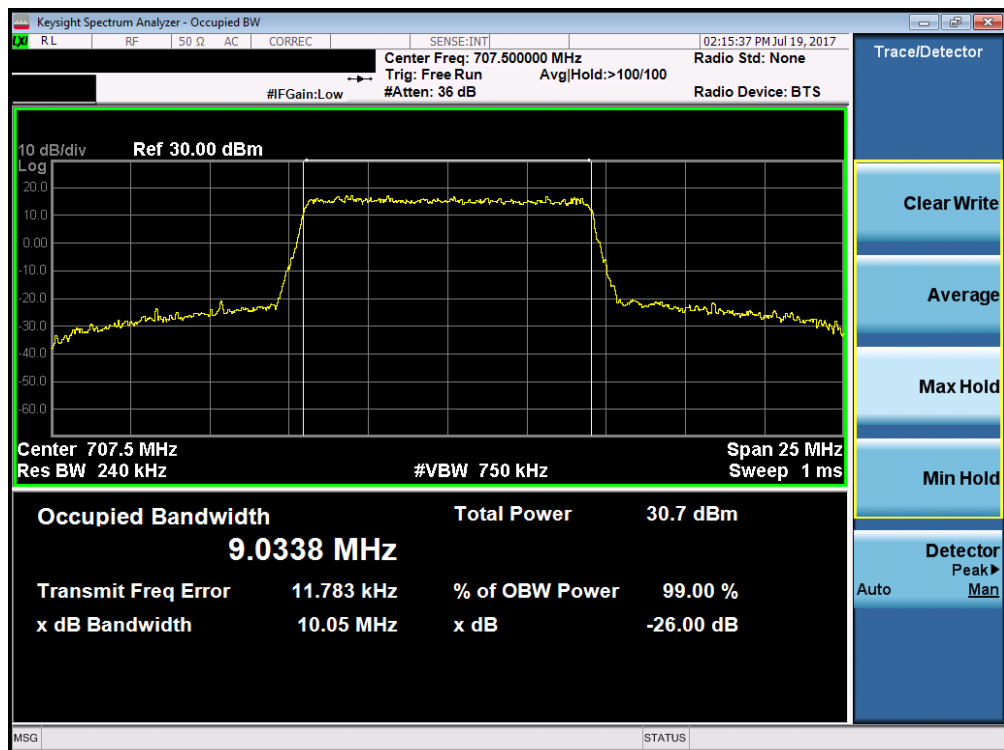 Keysight Spectrum Analyzer - Occupied BW
LXI RL RF 50 Ω AC CORREC SENSE:INT 02:15:37 PM Jul 19, 2017
Center Freq: 707.500000 MHz Radio Std: None
Trig: Free Run Avg|Hold:>100/100
#IFGain:Low #Atten: 36 dB Radio Device: BTS
10 dB/div Ref 30.00 dBm
Log
20.0
10.0
0.00
-10.0
-20.0
-30.0
-40.0
-50.0
-60.0
Center 707.5 MHz Span 25 MHz
Res BW 240 kHz #VBW 750 kHz Sweep 1 ms
Occupied Bandwidth Total Power 30.7 dBm
9.0338 MHz
Transmit Freq Error 11.783 kHz % of OBW Power 99.00 %
x dB Bandwidth 10.05 MHz x dB -26.00 dB
MSG STATUS
Trace/Detector
Clear Write
Average
Max Hold
Min Hold
Detector
Peak▶
Auto Man